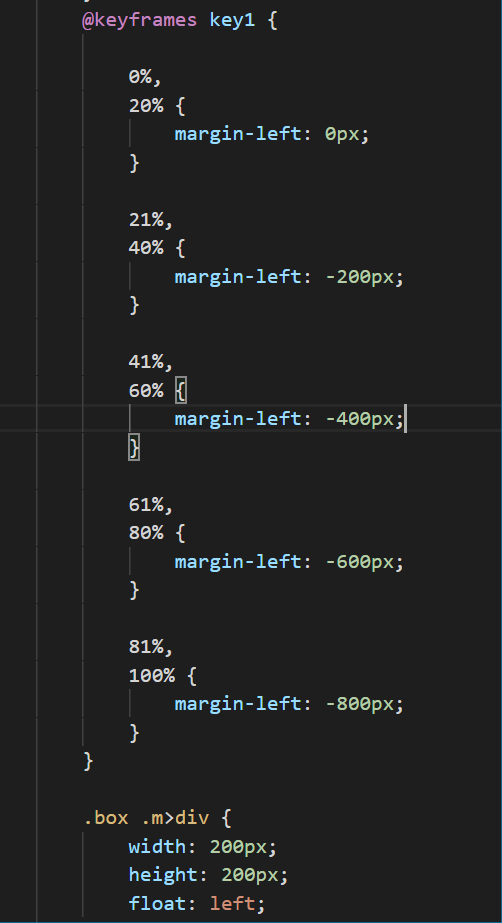 @keyframes key1 {
0%,
20% {
margin-left: 0px;
}
21%,
40% {
margin-left: -200px;
}
41%,
60% {
margin-left: -400px;
}
61%,
80% {
margin-left: -600px;
}
81%,
100% {
margin-left: -800px;
}
}
.box .m>div {
width: 200px;
height: 200px;
float: left;